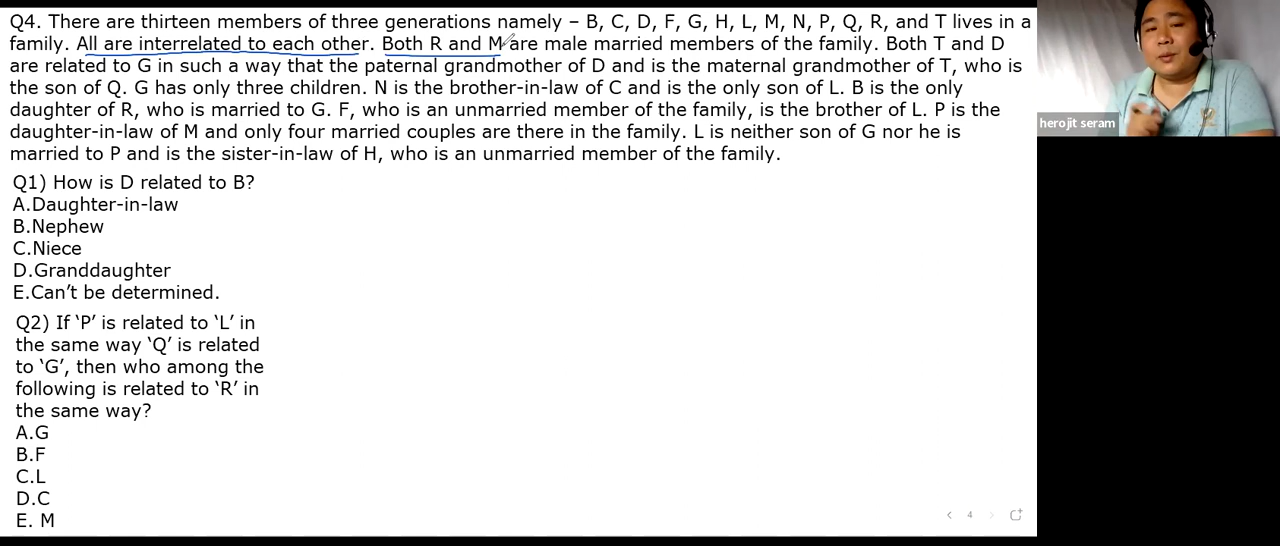 Q4. There are thirteen members of three generations namely – B, C, D, F, G, H, L, M, N, P, Q, R, and T lives in a
family. All are interrelated to each other. Both R and M are male married members of the family. Both T and D
are related to G in such a way that the paternal grandmother of D and is the maternal grandmother of T, who is
the son of Q. G has only three children. N is the brother-in-law of C and is the only son of L. B is the only
daughter of R, who is married to G. F, who is an unmarried member of the family, is the brother of L. P is the
daughter-in-law of M and only four married couples are there in the family. L is neither son of G nor he is
married to P and is the sister-in-law of H, who is an unmarried member of the family.
Q1) How is D related to B?
A.Daughter-in-law
B.Nephew
C.Niece
D.Granddaughter
E.Can’t be determined.
Q2) If ‘P’ is related to ‘L’ in
the same way ‘Q’ is related
to ‘G’, then who among the
following is related to ‘R’ in
the same way?
A.G
B.F
C.L
D.C
E. M
herojit seram
4